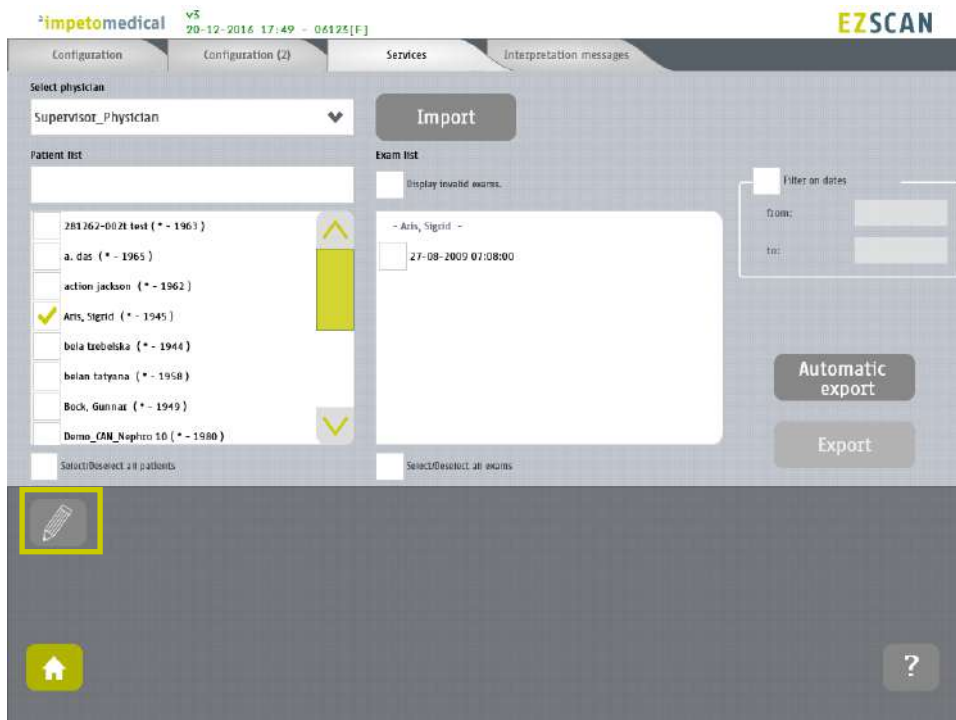 impetomedical
v3
20-12-2016 17:49 - 06123[F]
EZSCAN
Configuration
Configuration (2)
Services
Interpretation messages
Select physician
Supervisor_Physician
Import
Patient list
Exam list
Display invalid exams.
Filter on dates
from:
to:
281262-002t test ( * - 1963 )
a. das ( * - 1965 )
action jackson ( * - 1962 )
Aris, Sigrid ( * - 1945 )
bela trebelska ( * - 1944 )
belan tatyana ( * - 1958 )
Bock, Gunnar ( * - 1949 )
Demo_CAN_Nephro 10 ( * - 1980 )
- Aris, Sigrid -
27-08-2009 07:08:00
Automatic
export
Export
Select/Deselect all patients
Select/Deselect all exams
?